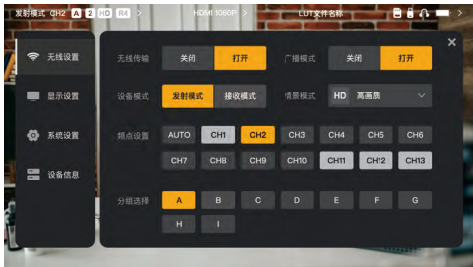 发射模式 CH2 A 2 HD R4 > HDMI 1080P > LUT文件名称 >
无线设置 无线传输 关闭 打开 广播模式 关闭 打开
显示设置 设备模式 发射模式 接收模式 情景模式 HD 高画质
系统设置 频点设置 AUTO CH1 CH2 CH3 CH4 CH5 CH6
CH7 CH8 CH9 CH10 CH11 CH12 CH13
设备信息
分组选择 A B C D E F G
H I